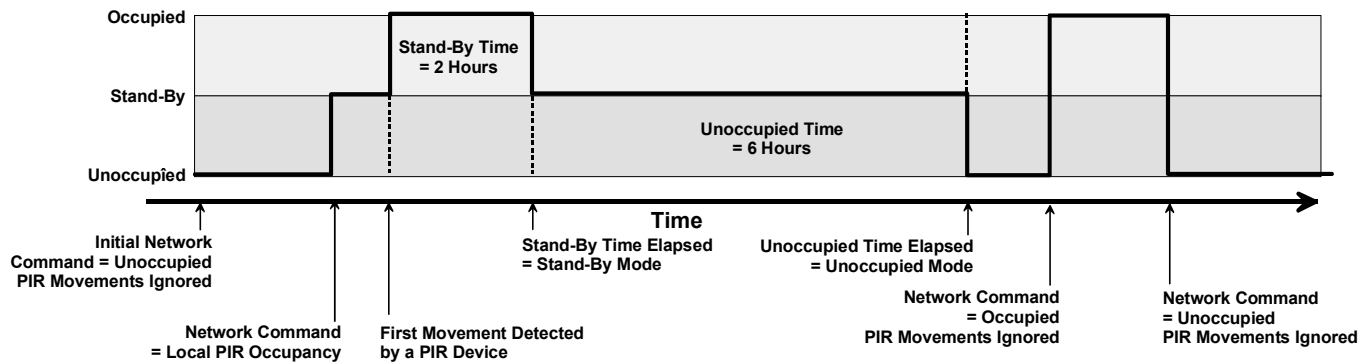 Occupied
Stand-By Time
= 2 Hours
Stand-By
Unoccupied Time
= 6 Hours
Unoccupied
Time
Initial Network
Command = Unoccupied
PIR Movements Ignored
Network Command
= Local PIR Occupancy
First Movement Detected
by a PIR Device
Stand-By Time Elapsed
= Stand-By Mode
Unoccupied Time Elapsed
= Unoccupied Mode
Network Command
= Occupied
PIR Movements Ignored
Network Command
= Unoccupied
PIR Movements Ignored